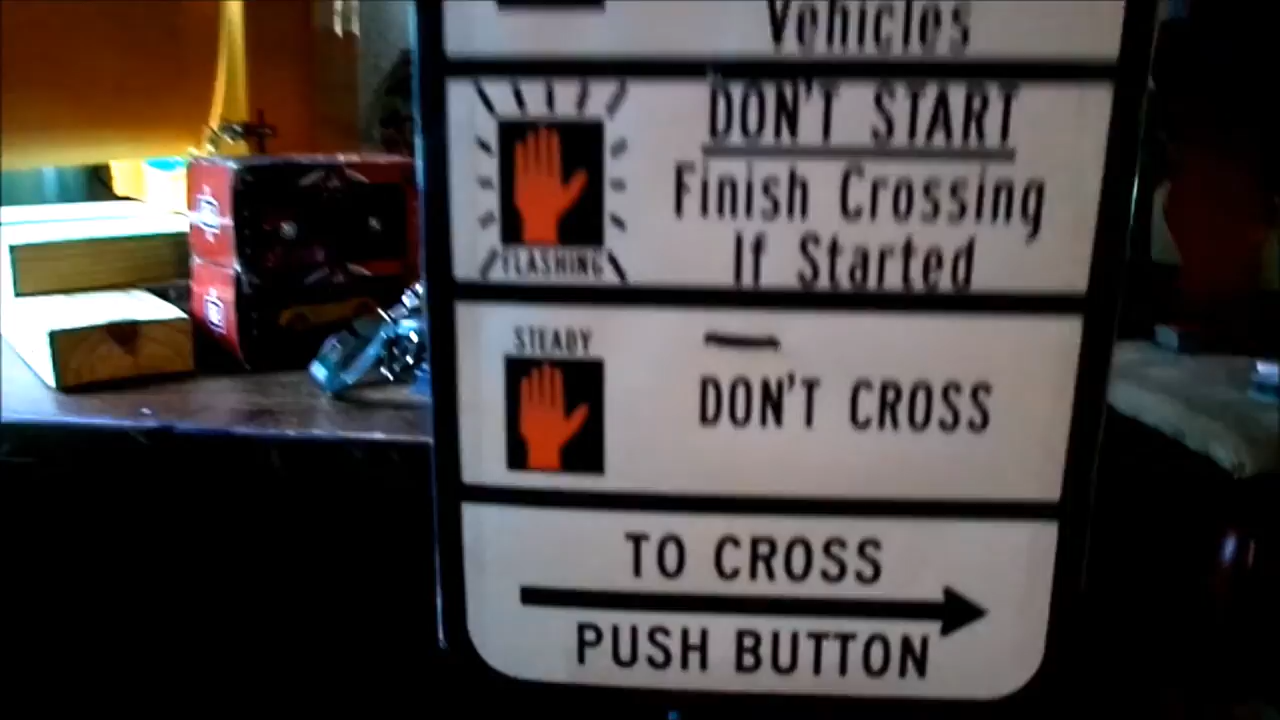 Vehicles
DON'T START
Finish Crossing
If Started
FLASHING
STEADY
DON'T CROSS
TO CROSS
PUSH BUTTON